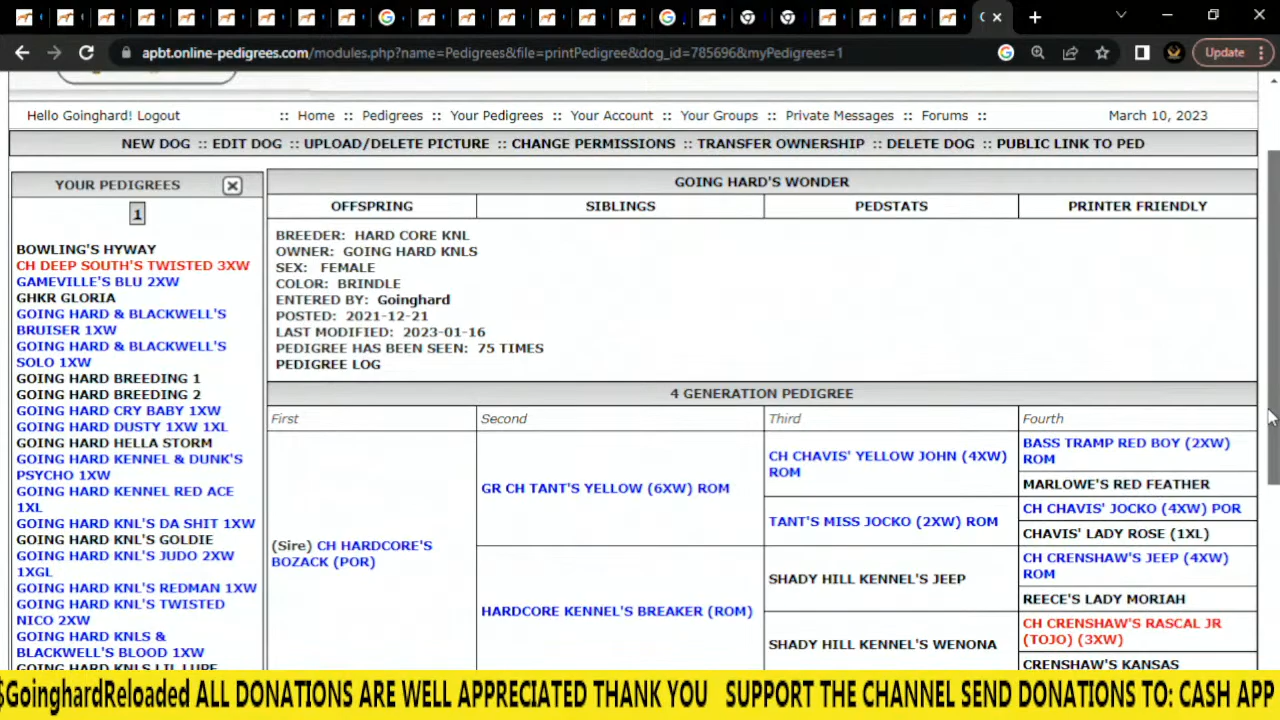 apbt.online-pedigrees.com/modules.php?name=Pedigrees&file=printPedigree&dog_id=785696&myPedigrees=1
Update
Hello Goinghard! Logout
:: Home :: Pedigrees :: Your Pedigrees :: Your Account :: Your Groups :: Private Messages :: Forums ::
March 10, 2023
NEW DOG :: EDIT DOG :: UPLOAD/DELETE PICTURE :: CHANGE PERMISSIONS :: TRANSFER OWNERSHIP :: DELETE DOG :: PUBLIC LINK TO PED
YOUR PEDIGREES
1
BOWLING'S HYWAY
CH DEEP SOUTH'S TWISTED 3XW
GAMEVILLE'S BLU 2XW
GHKR GLORIA
GOING HARD & BLACKWELL'S
BRUISER 1XW
GOING HARD & BLACKWELL'S
SOLO 1XW
GOING HARD BREEDING 1
GOING HARD BREEDING 2
GOING HARD CRY BABY 1XW
GOING HARD DUSTY 1XW 1XL
GOING HARD HELLA STORM
GOING HARD KENNEL & DUNK'S
PSYCHO 1XW
GOING HARD KENNEL RED ACE
1XL
GOING HARD KNL'S DA SHIT 1XW
GOING HARD KNL'S GOLDIE
GOING HARD KNL'S JUDO 2XW
1XGL
GOING HARD KNL'S REDMAN 1XW
GOING HARD KNL'S TWISTED
NICO 2XW
GOING HARD KNLS &
BLACKWELL'S BLOOD 1XW
GOING HARD KNLS LIL LUPE
GOING HARD'S WONDER
OFFSPRING
SIBLINGS
PEDSTATS
PRINTER FRIENDLY
BREEDER: HARD CORE KNL
OWNER: GOING HARD KNLS
SEX: FEMALE
COLOR: BRINDLE
ENTERED BY: Goinghard
POSTED: 2021-12-21
LAST MODIFIED: 2023-01-16
PEDIGREE HAS BEEN SEEN: 75 TIMES
PEDIGREE LOG
4 GENERATION PEDIGREE
First
Second
Third
Fourth
(Sire) CH HARDCORE'S
BOZACK (POR)
GR CH TANT'S YELLOW (6XW) ROM
HARDCORE KENNEL'S BREAKER (ROM)
CH CHAVIS' YELLOW JOHN (4XW)
ROM
TANT'S MISS JOCKO (2XW) ROM
SHADY HILL KENNEL'S JEEP
SHADY HILL KENNEL'S WENONA
BASS TRAMP RED BOY (2XW)
ROM
MARLOWE'S RED FEATHER
CH CHAVIS' JOCKO (4XW) POR
CHAVIS' LADY ROSE (1XL)
CH CRENSHAW'S JEEP (4XW)
ROM
REECE'S LADY MORIAH
CH CRENSHAW'S RASCAL JR
(TOJO) (3XW)
CRENSHAW'S KANSAS
$GoinghardReloaded ALL DONATIONS ARE WELL APPRECIATED THANK YOU SUPPORT THE CHANNEL SEND DONATIONS TO: CASH APP